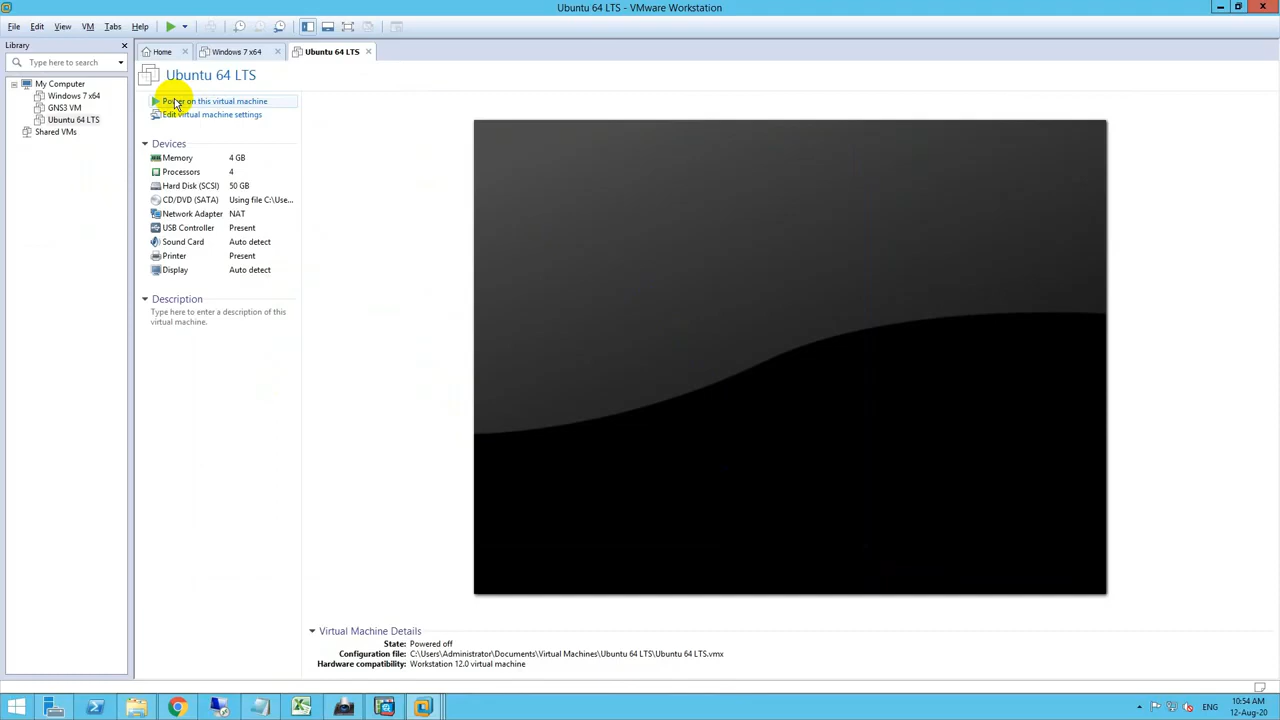 Ubuntu 64 LTS - VMware Workstation
File Edit View VM Tabs Help
Library
Type here to search
My Computer
Windows 7 x64
GNS3 VM
Ubuntu 64 LTS
Shared VMs
Home Windows 7 x64 Ubuntu 64 LTS
Ubuntu 64 LTS
Power on this virtual machine
Edit virtual machine settings
Devices
Memory 4 GB
Processors 4
Hard Disk (SCSI) 50 GB
CD/DVD (SATA) Using file C:\Use...
Network Adapter NAT
USB Controller Present
Sound Card Auto detect
Printer Present
Display Auto detect
Description
Type here to enter a description of this
virtual machine.
Virtual Machine Details
State: Powered off
Configuration file: C:\Users\Administrator\Documents\Virtual Machines\Ubuntu 64 LTS\Ubuntu 64 LTS.vmx
Hardware compatibility: Workstation 12.0 virtual machine
ENG
10:54 AM
12-Aug-20